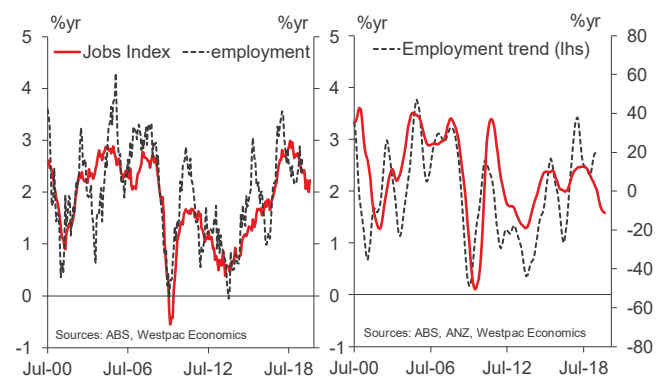 %yr
%yr
Jobs Index
employment
5
4
3
2
1
0
-1
Sources: ABS, Westpac Economics
Jul-00
Jul-06
Jul-12
Jul-18
%yr
%yr
Employment trend (lhs)
5
4
3
2
1
0
-1
80
60
40
20
0
-20
-40
-60
-80
Sources: ABS, ANZ, Westpac Economics
Jul-00
Jul-06
Jul-12
Jul-18